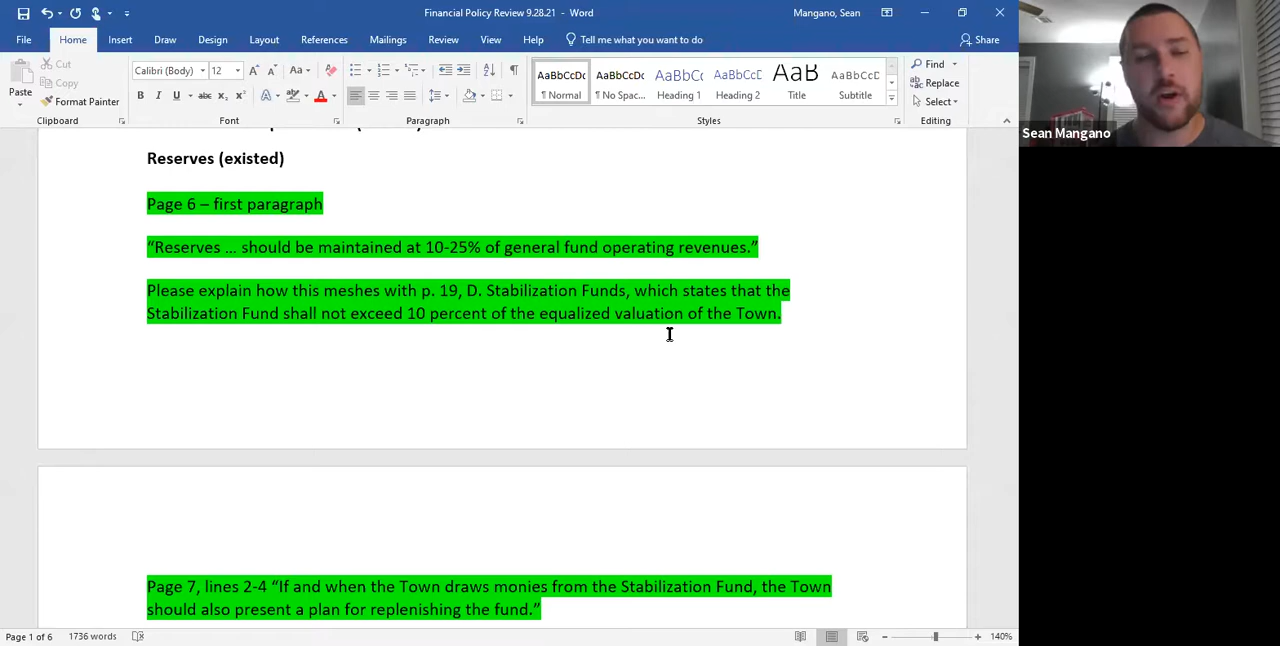 Financial Policy Review 9.28.21 - Word
Mangano, Sean
File Home Insert Draw Design Layout References Mailings Review View Help Tell me what you want to do Share
Paste
Cut
Copy
Format Painter
Clipboard
Calibri (Body) 12
Aa
B I U abc x₂ x²
Font
Paragraph
AaBbCcDc AaBbCcDc AaBbCc AaBbCcD AaB AaBbCcD
¶ Normal ¶ No Spac... Heading 1 Heading 2 Title Subtitle
Styles
Find
Replace
Select
Editing
Sean Mangano
Reserves (existed)
Page 6 – first paragraph
“Reserves … should be maintained at 10-25% of general fund operating revenues.”
Please explain how this meshes with p. 19, D. Stabilization Funds, which states that the
Stabilization Fund shall not exceed 10 percent of the equalized valuation of the Town.
Page 7, lines 2-4 “If and when the Town draws monies from the Stabilization Fund, the Town
should also present a plan for replenishing the fund.”
Page 1 of 6 1736 words 140%